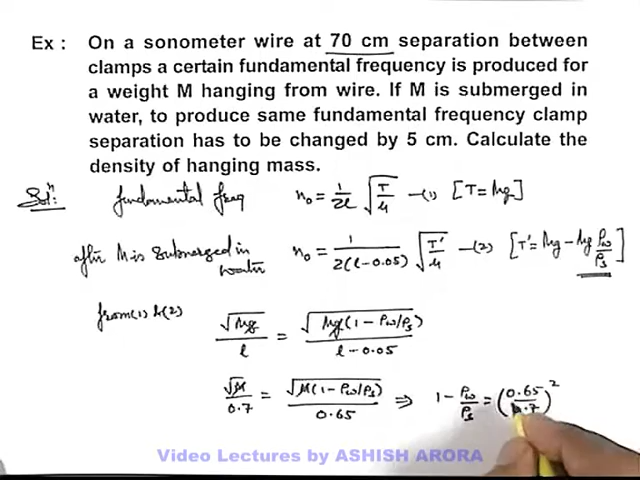 Ex : On a sonometer wire at 70 cm separation between
clamps a certain fundamental frequency is produced for
a weight M hanging from wire. If M is submerged in
water, to produce same fundamental frequency clamp
separation has to be changed by 5 cm. Calculate the
density of hanging mass.
Solⁿ: fundamental freq n₀ = 1/2l √(T/μ) —(1) [T = Mg]
after M is submerged in water n₀ = 1/2(l − 0.05) √(T'/μ) —(2) [T' = Mg − Mg ρw/ρs]
from (1) & (2) √Mg / l = √(Mg(1 − ρw/ρs)) / l − 0.05
√M / 0.7 = √(M(1 − ρw/ρs)) / 0.65 ⇒ 1 − ρw/ρs = (0.65/0.7)²
Video Lectures by ASHISH ARORA